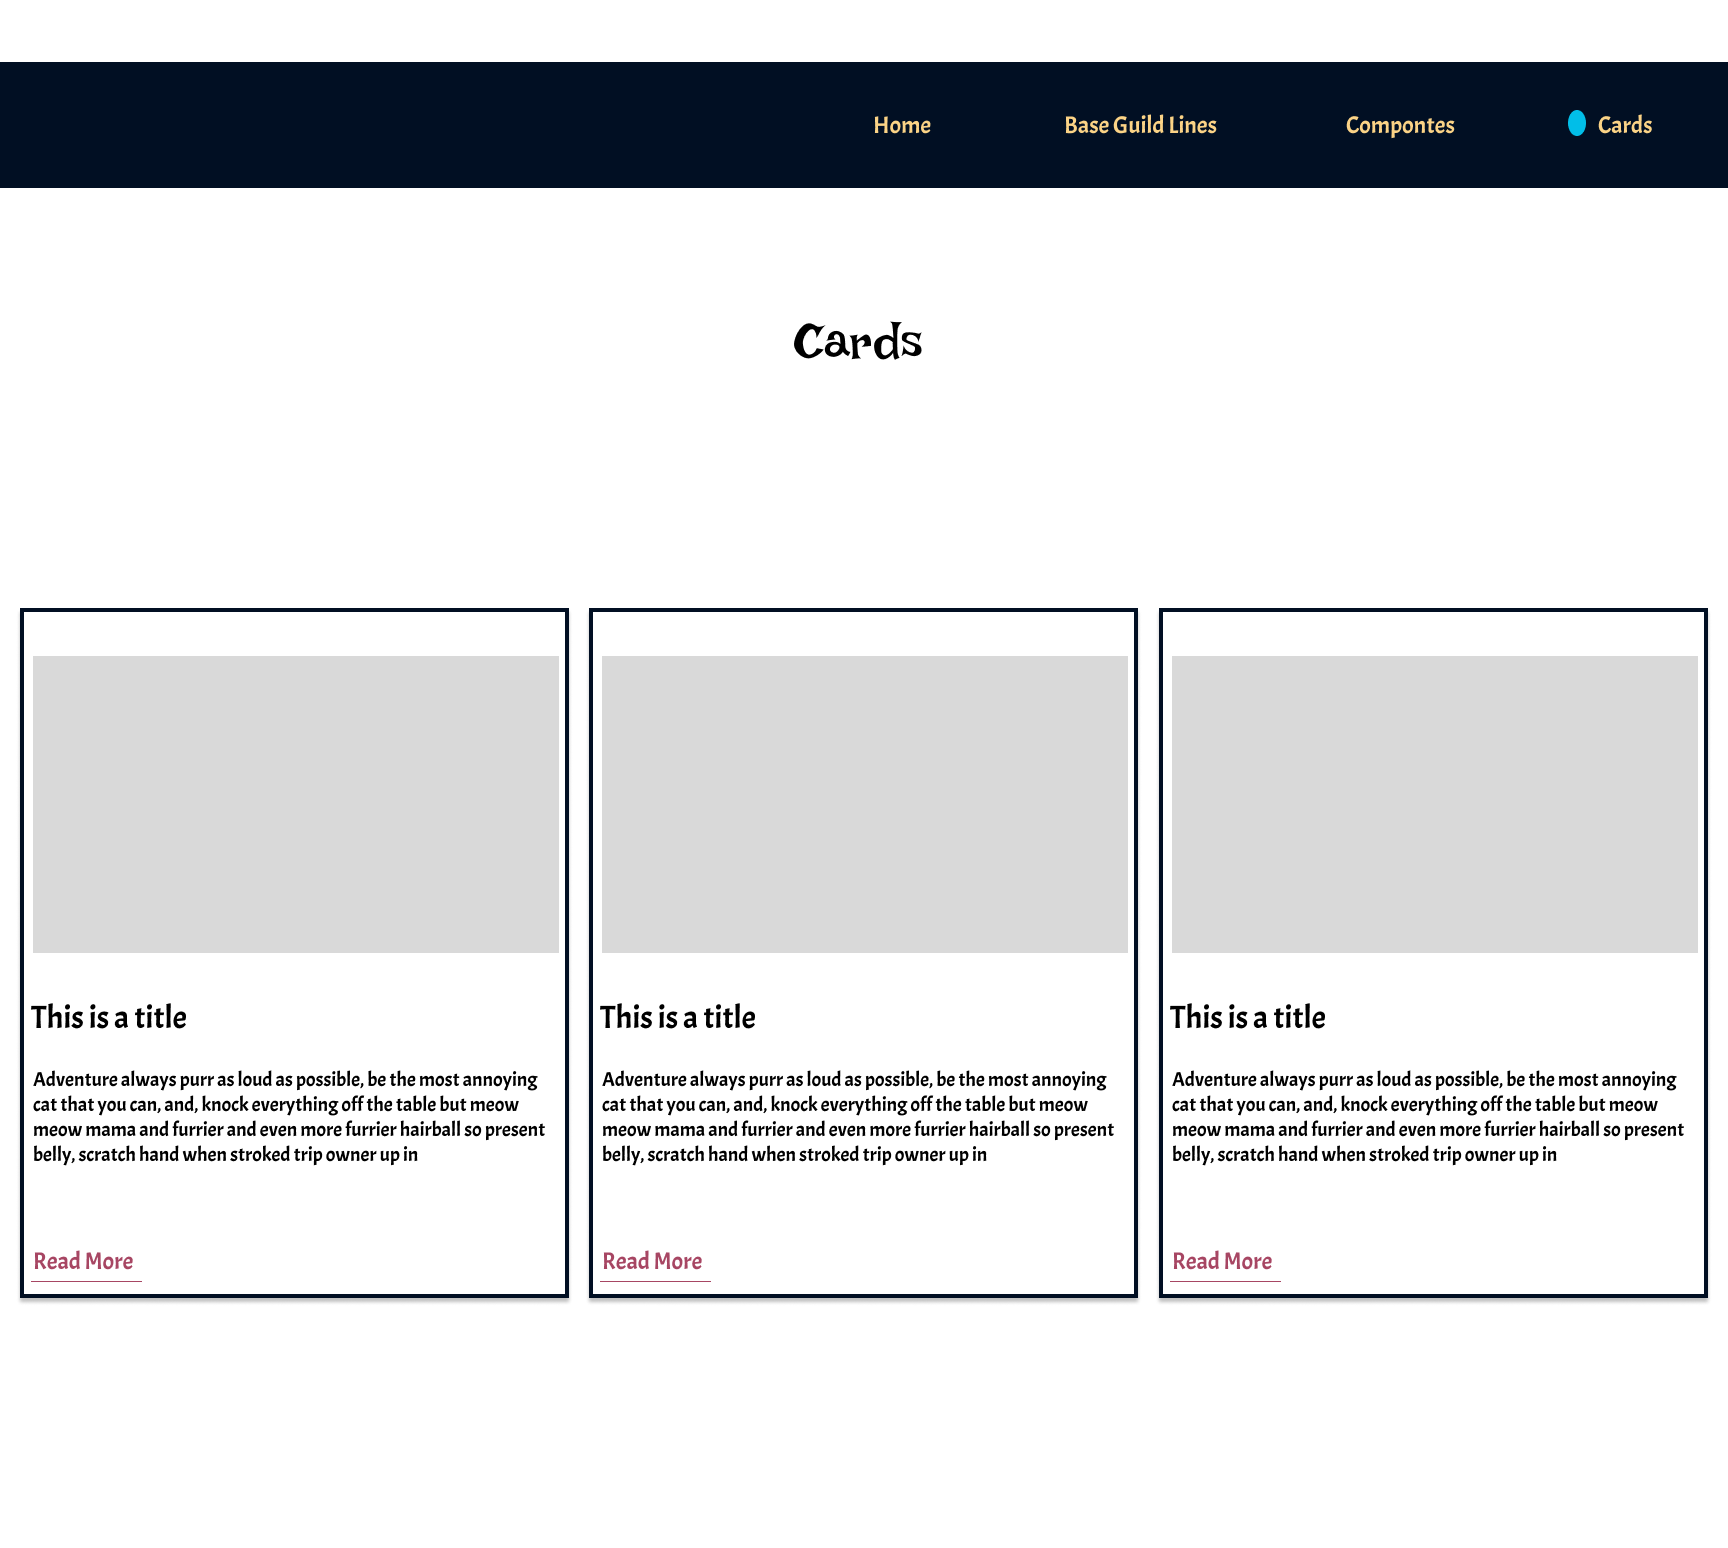 Home Base Guild Lines Compontes Cards
Cards
This is a title
Adventure always purr as loud as possible, be the most annoying
cat that you can, and, knock everything off the table but meow
meow mama and furrier and even more furrier hairball so present
belly, scratch hand when stroked trip owner up in
Read More
This is a title
Adventure always purr as loud as possible, be the most annoying
cat that you can, and, knock everything off the table but meow
meow mama and furrier and even more furrier hairball so present
belly, scratch hand when stroked trip owner up in
Read More
This is a title
Adventure always purr as loud as possible, be the most annoying
cat that you can, and, knock everything off the table but meow
meow mama and furrier and even more furrier hairball so present
belly, scratch hand when stroked trip owner up in
Read More